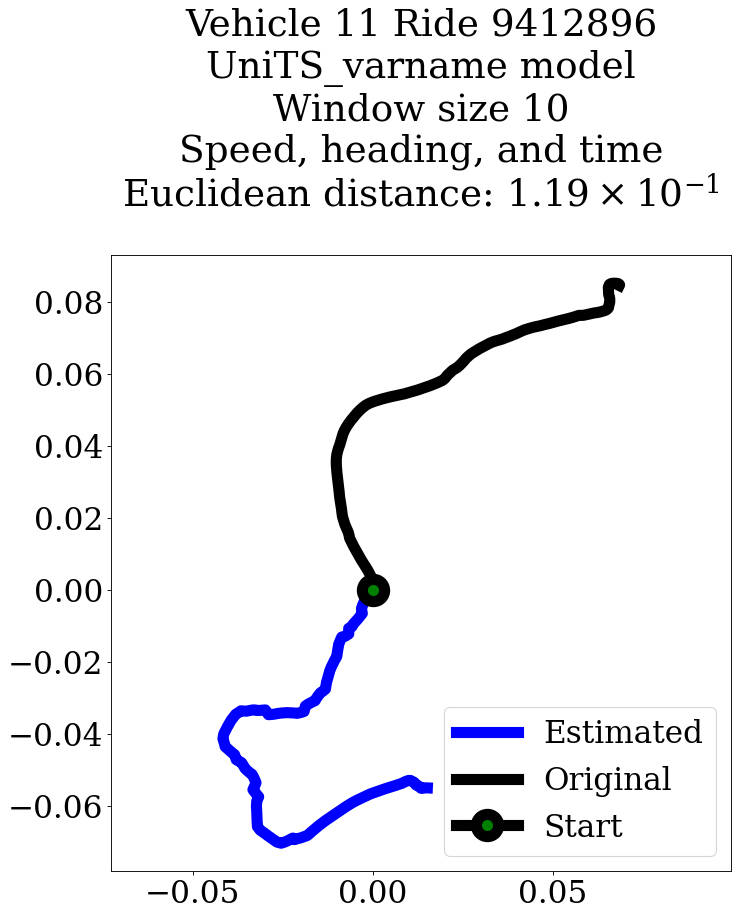 Vehicle 11 Ride 9412896
UniTS_varname model
Window size 10
Speed, heading, and time
Euclidean distance: 1.19 × 10⁻¹
0.08
0.06
0.04
0.02
0.00
−0.02
−0.04
−0.06
−0.05 0.00 0.05
Estimated
Original
Start